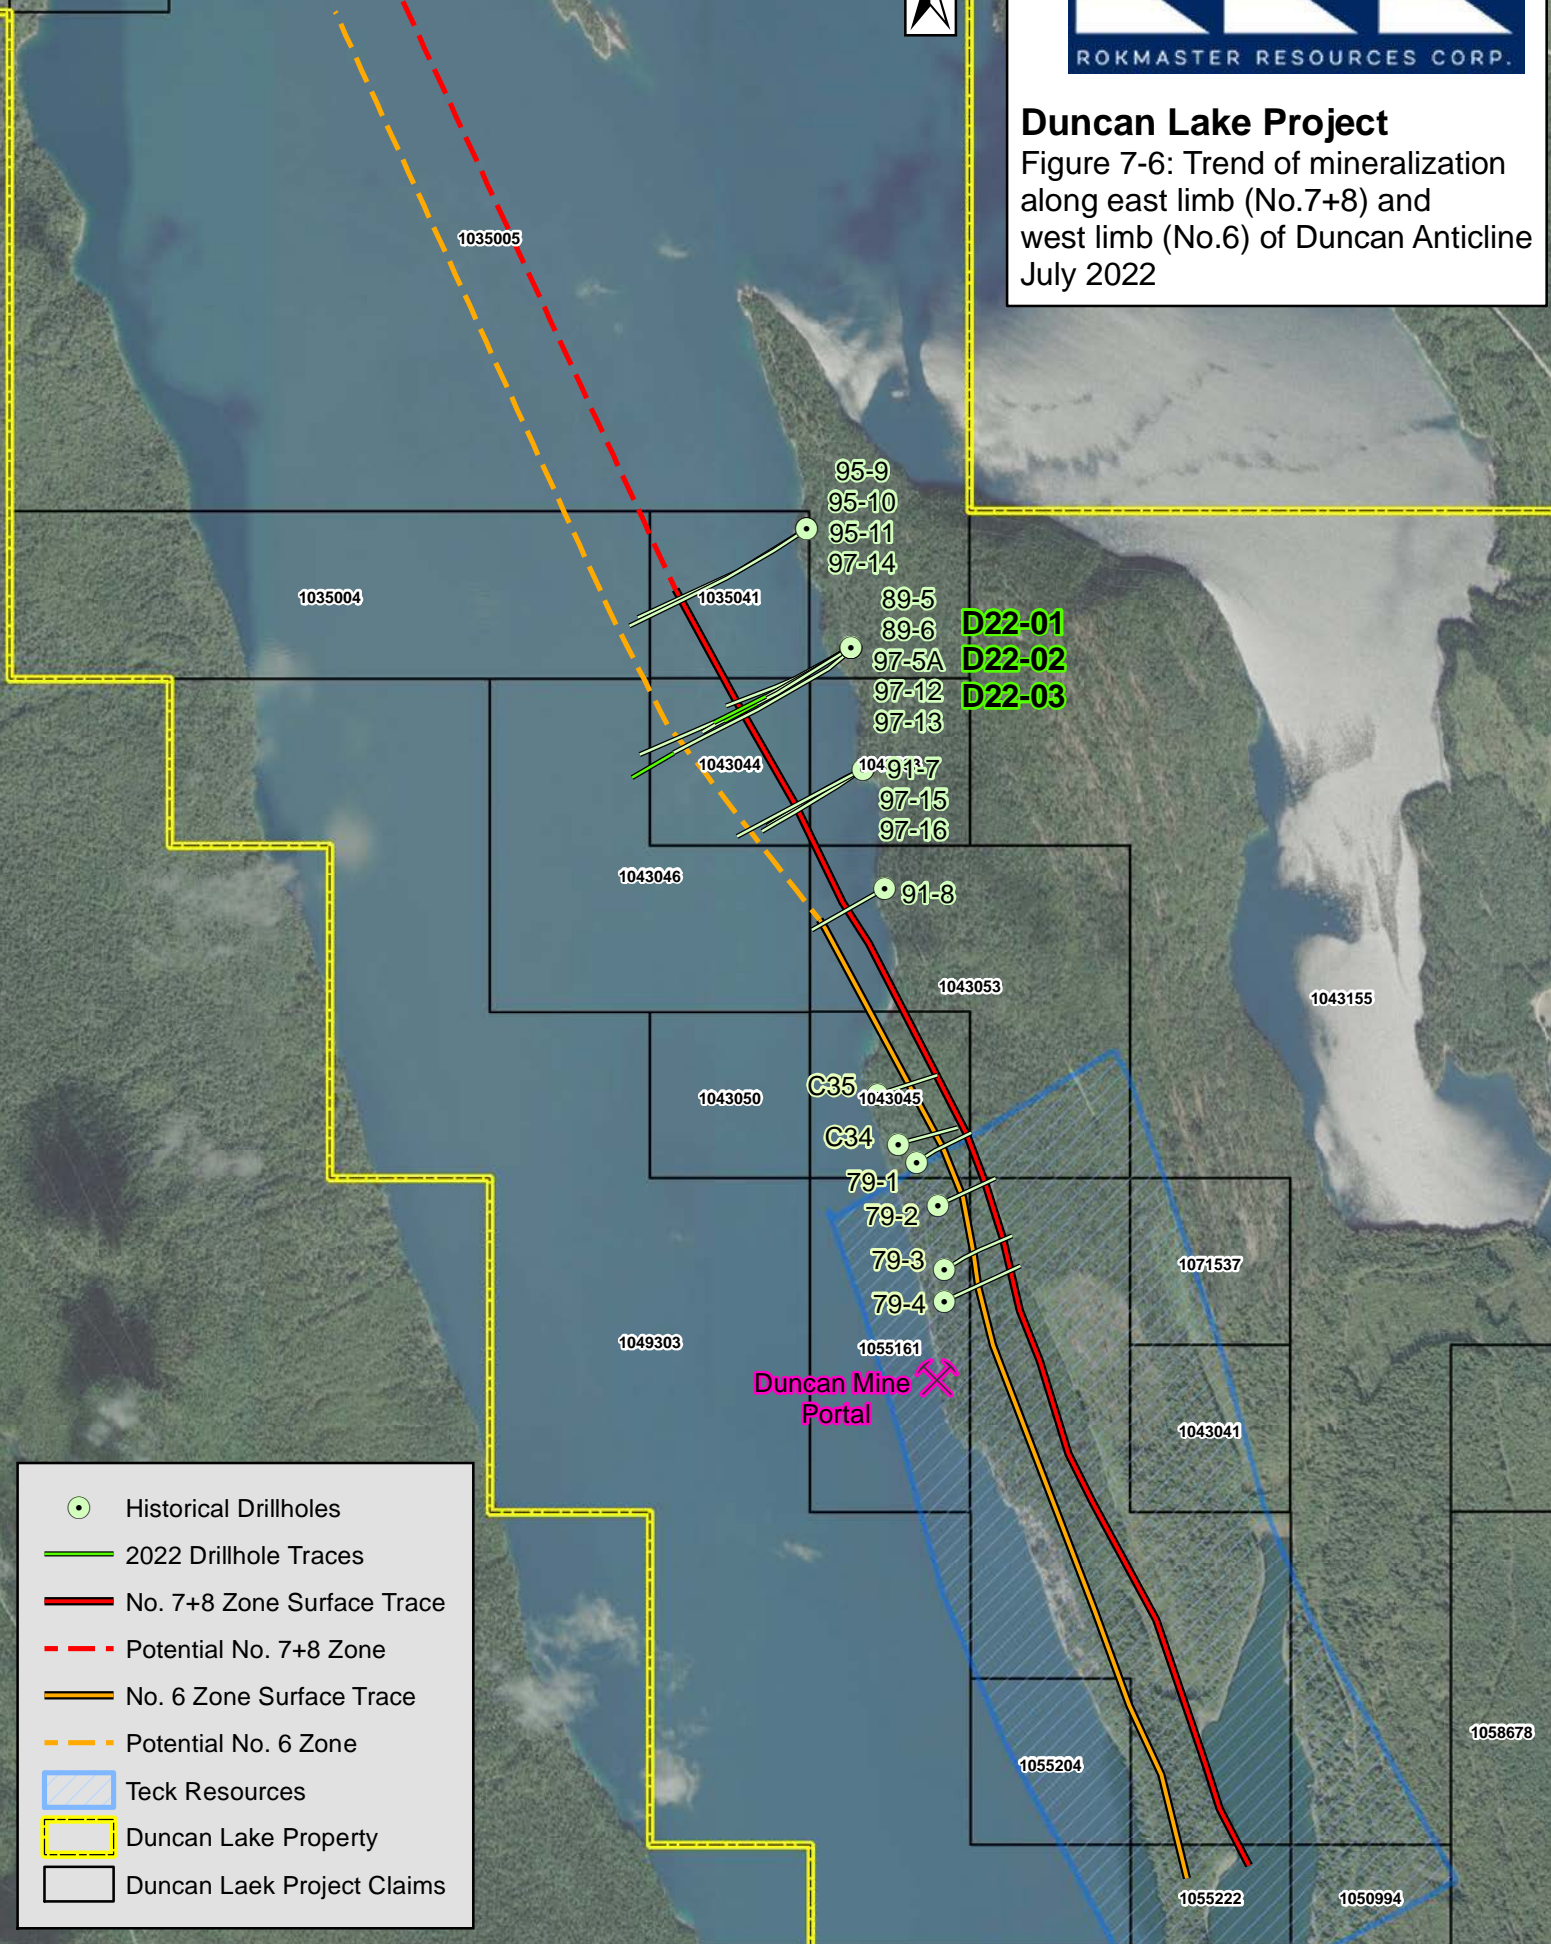 ROKMASTER RESOURCES CORP.
Duncan Lake Project
Figure 7-6: Trend of mineralization
along east limb (No.7+8) and
west limb (No.6) of Duncan Anticline
July 2022
1035005
95-9
95-10
95-11
97-14
1035004
1035041
89-5
89-6
97-5A
97-12
97-13
D22-01
D22-02
D22-03
1043044
91-7
97-15
97-16
1043046
91-8
1043053
1043155
C35
1043050
1043045
C34
79-1
79-2
79-3
1071537
79-4
1049303
1055161
Duncan Mine
Portal
1043041
1058678
1055204
1055222
1050994
Historical Drillholes
2022 Drillhole Traces
No. 7+8 Zone Surface Trace
Potential No. 7+8 Zone
No. 6 Zone Surface Trace
Potential No. 6 Zone
Teck Resources
Duncan Lake Property
Duncan Laek Project Claims